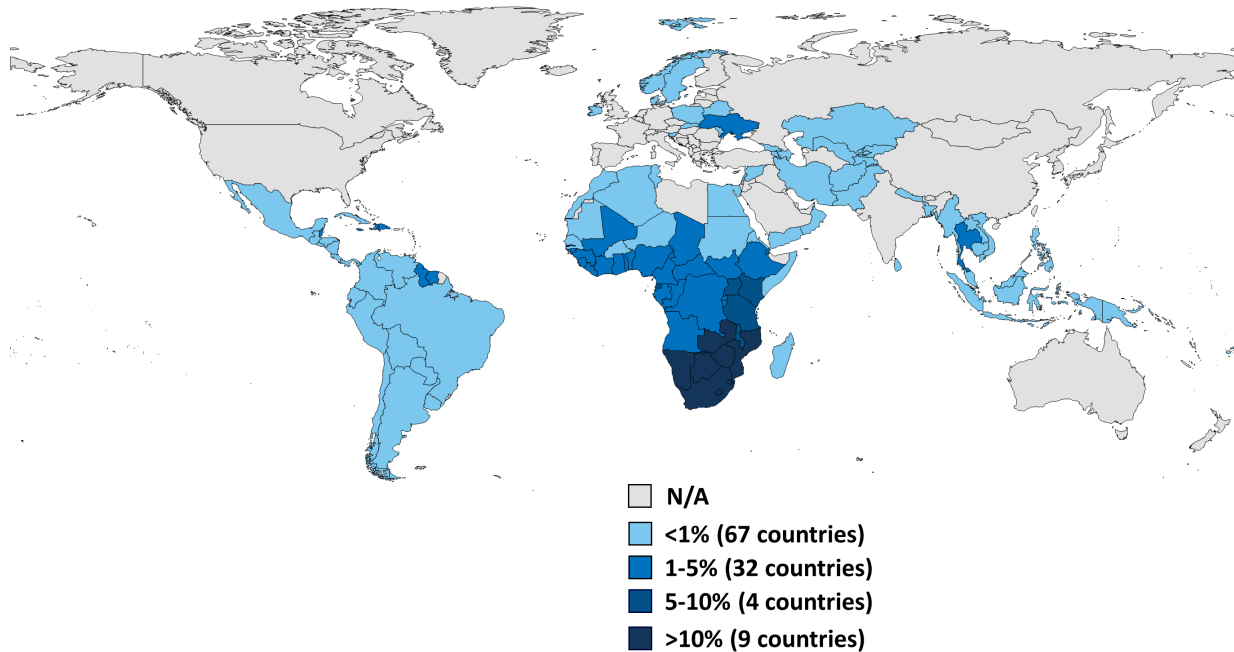 N/A
<1% (67 countries)
1-5% (32 countries)
5-10% (4 countries)
>10% (9 countries)